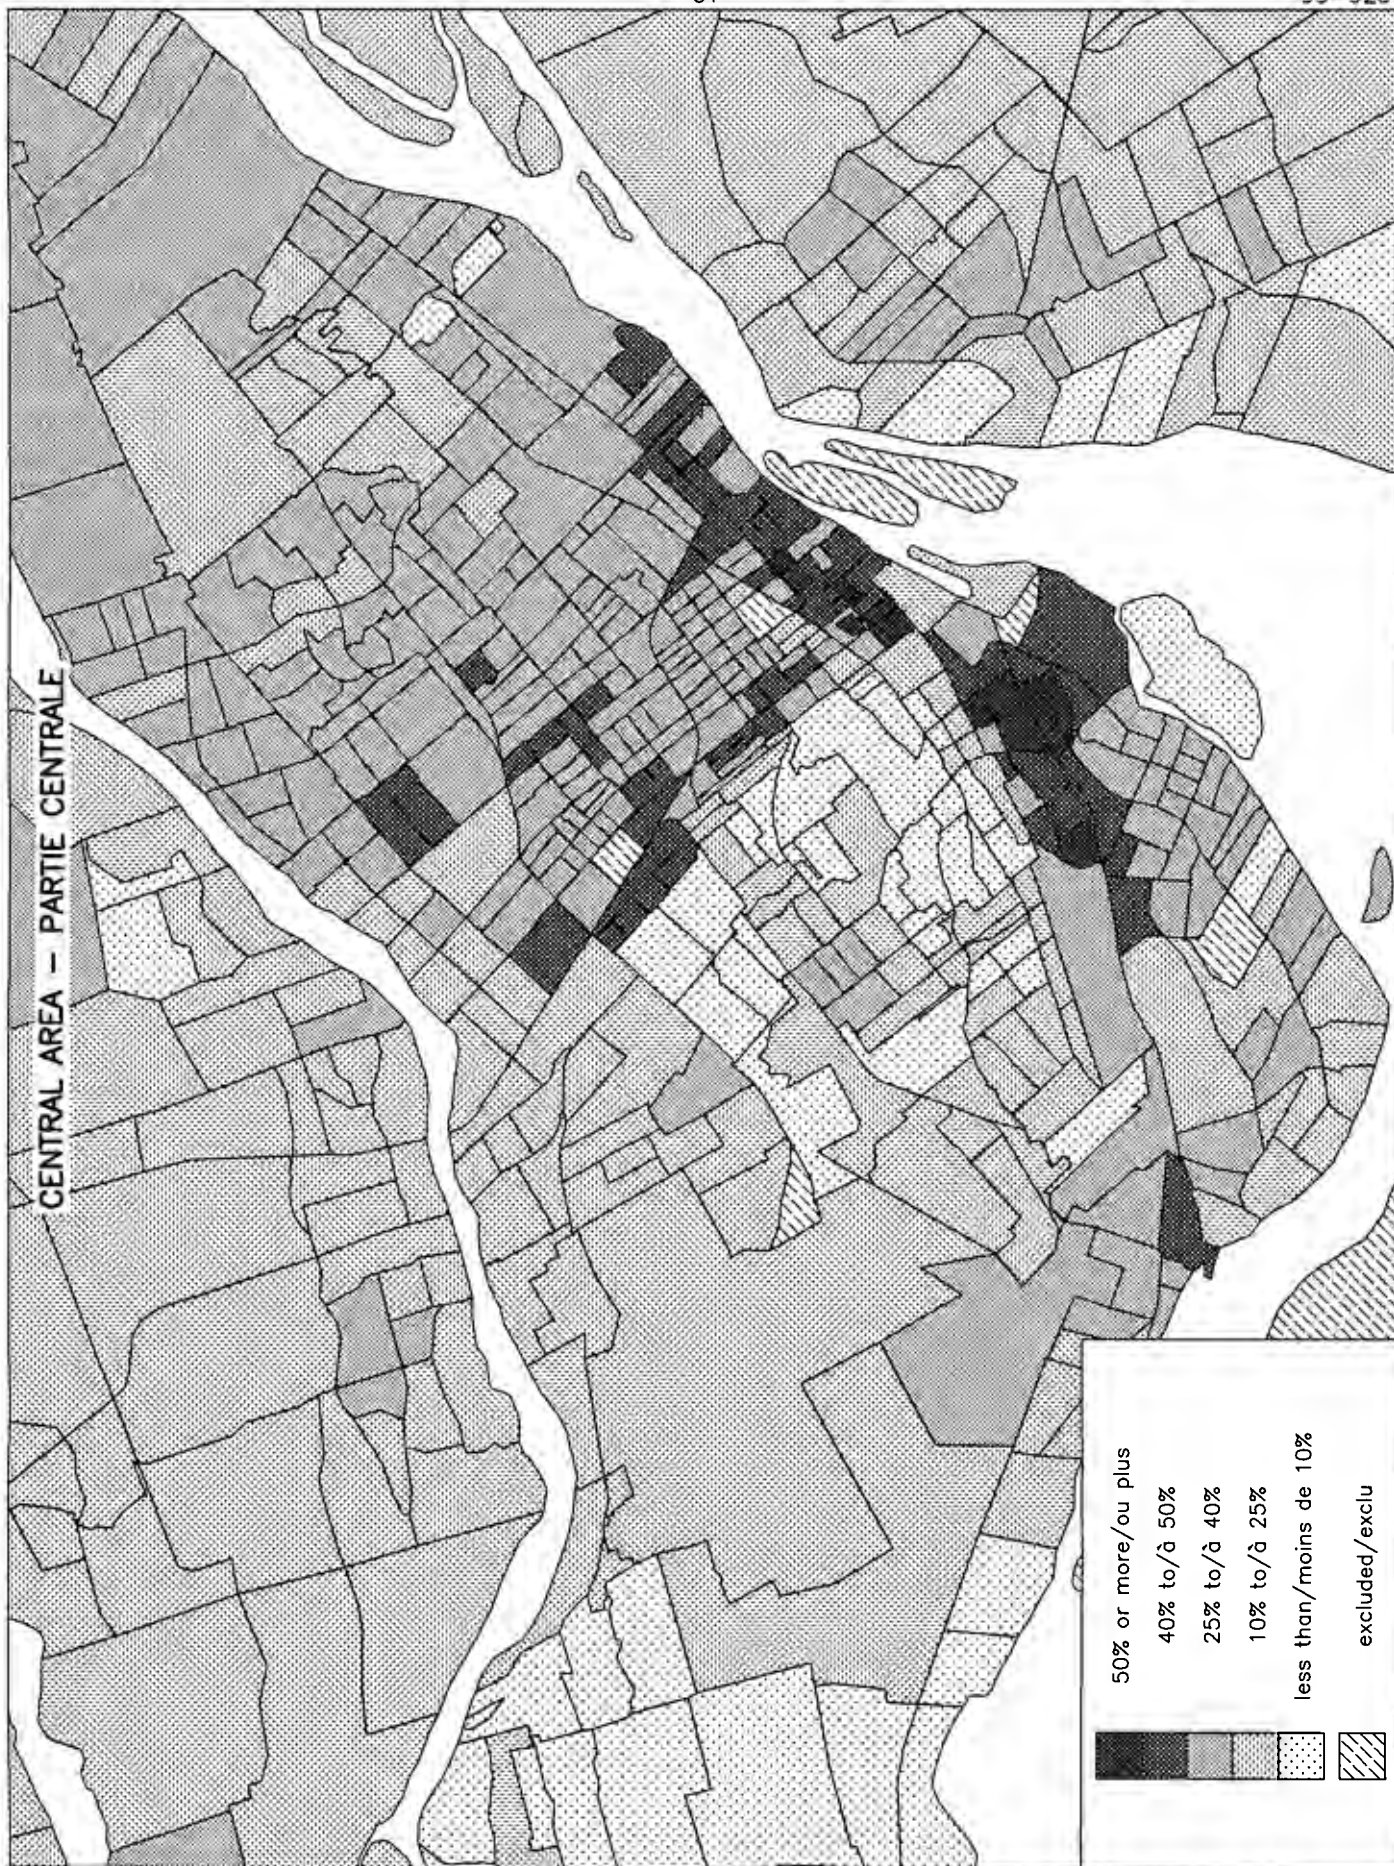 CENTRAL AREA – PARTIE CENTRALE
50% or more/ou plus
40% to/à 50%
25% to/à 40%
10% to/à 25%
less than/moins de 10%
excluded/exclu